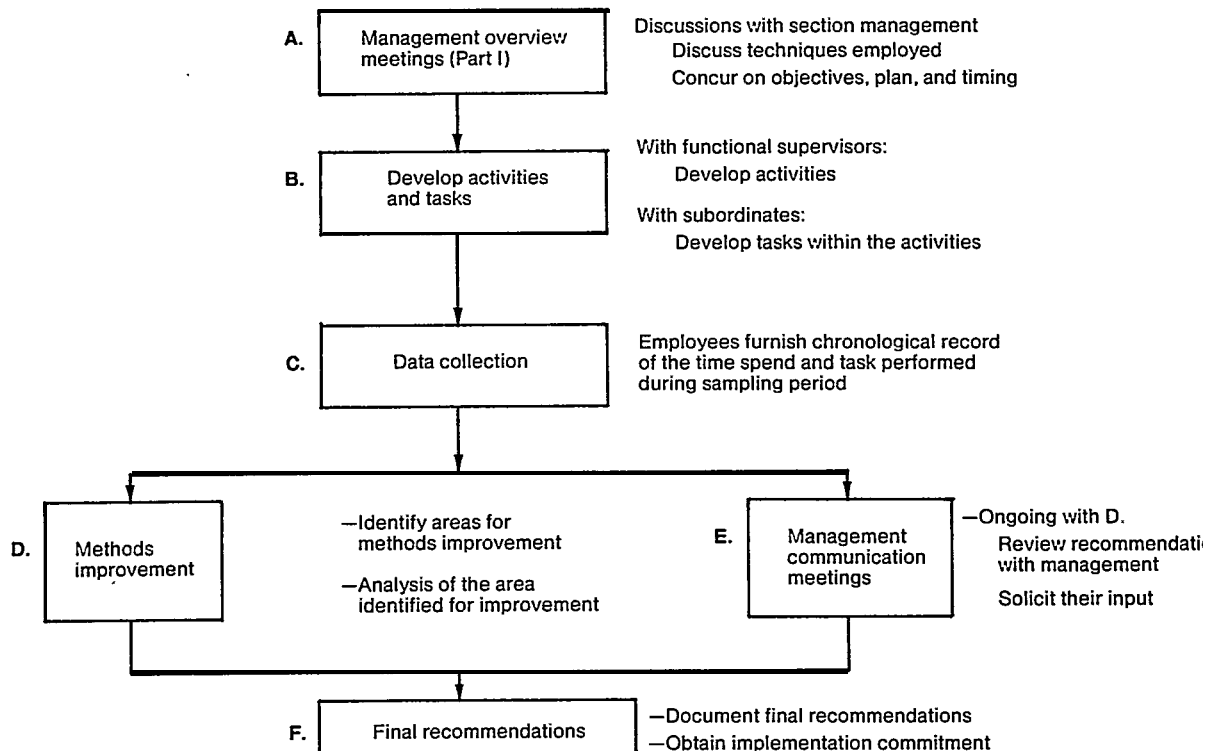 A.
Management overview
meetings (Part I)
Discussions with section management
Discuss techniques employed
Concur on objectives, plan, and timing
B.
Develop activities
and tasks
With functional supervisors:
Develop activities
With subordinates:
Develop tasks within the activities
C.
Data collection
Employees furnish chronological record
of the time spend and task performed
during sampling period
D.
Methods
improvement
—Identify areas for
methods improvement
—Analysis of the area
identified for improvement
E.
Management
communication
meetings
—Ongoing with D.
Review recommendati
with management
Solicit their input
F.
Final recommendations
—Document final recommendations
—Obtain implementation commitment